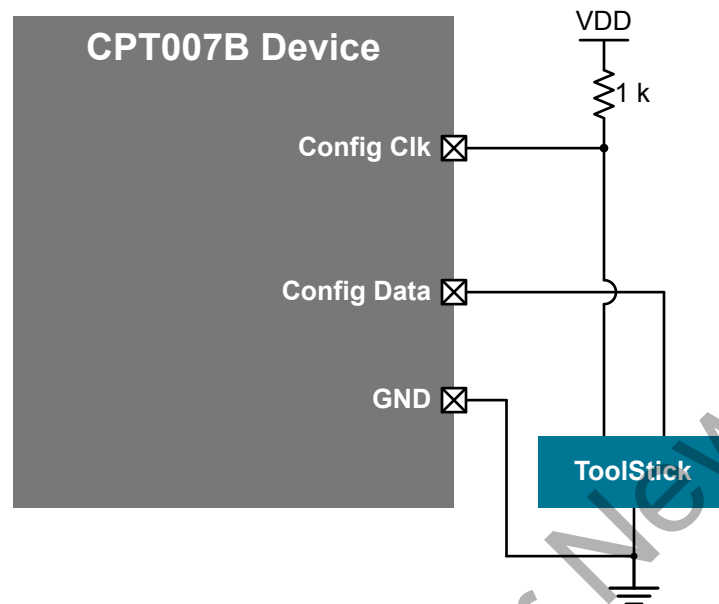 CPT007B Device
VDD
1 k
Config Clk
Config Data
GND
ToolStick